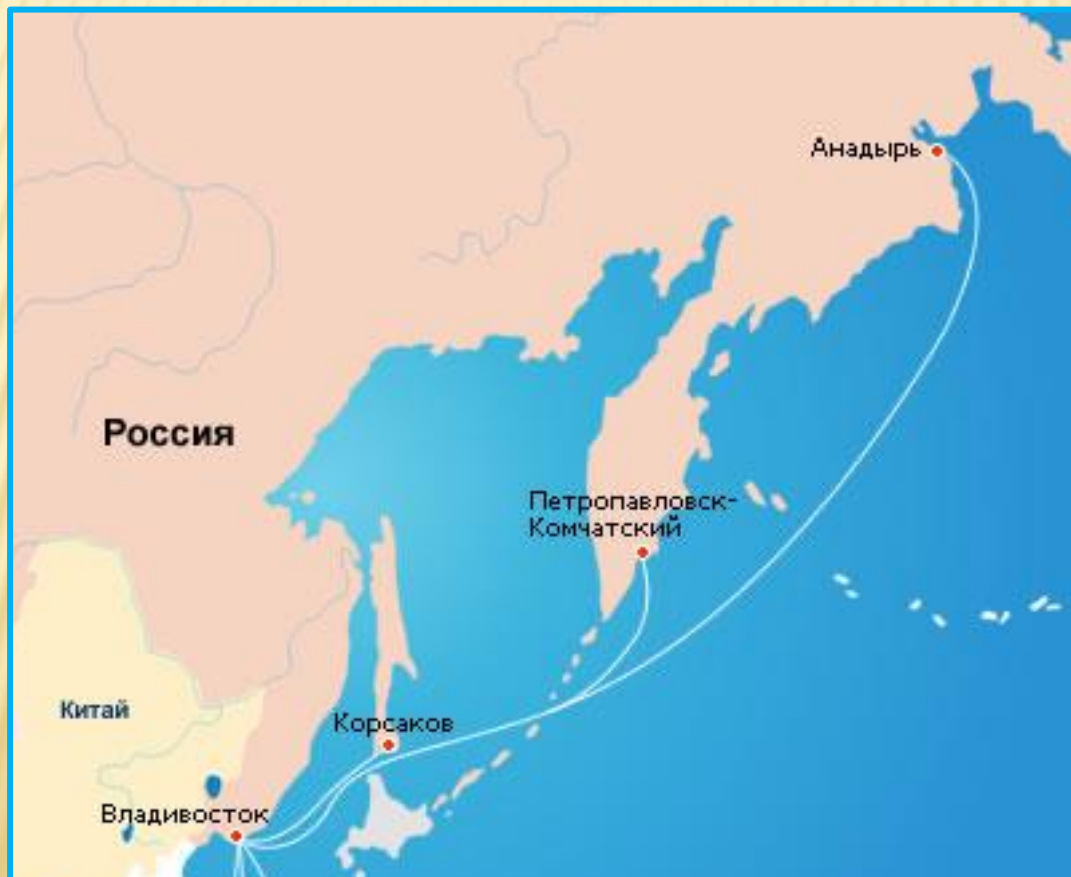 Анадырь
Россия
Петропавловск-
Комчатский
Китай
Корсаков
Владивосток